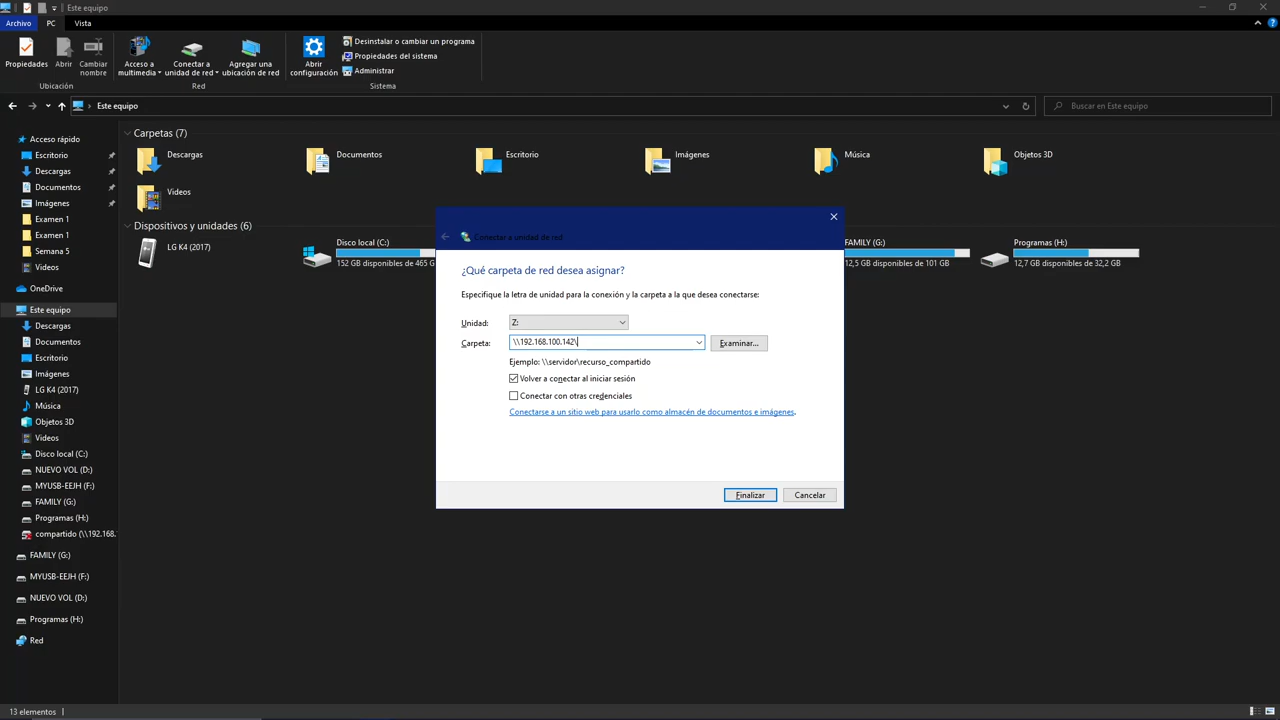 Este equipo
Archivo PC Vista
Propiedades
Abrir
Cambiar nombre
Ubicación
Acceso a multimedia
Conectar a unidad de red
Agregar una ubicación de red
Red
Abrir configuración
Desinstalar o cambiar un programa
Propiedades del sistema
Administrar
Sistema
Este equipo
Buscar en Este equipo
Acceso rápido
Escritorio
Descargas
Documentos
Imágenes
Examen 1
Examen 1
Semana 5
Videos
OneDrive
Este equipo
Descargas
Documentos
Escritorio
Imágenes
LG K4 (2017)
Música
Objetos 3D
Videos
Disco local (C:)
NUEVO VOL (D:)
MYUSB-EEJH (F:)
FAMILY (G:)
Programas (H:)
compartido (\\192.168.
FAMILY (G:)
MYUSB-EEJH (F:)
NUEVO VOL (D:)
Programas (H:)
Red
Carpetas (7)
Descargas
Documentos
Escritorio
Imágenes
Música
Objetos 3D
Videos
Dispositivos y unidades (6)
LG K4 (2017)
Disco local (C:)
152 GB disponibles de 465 G
FAMILY (G:)
12,5 GB disponibles de 101 GB
Programas (H:)
12,7 GB disponibles de 32,2 GB
Conectar a unidad de red
¿Qué carpeta de red desea asignar?
Especifique la letra de unidad para la conexión y la carpeta a la que desea conectarse:
Unidad: Z:
Carpeta: \\192.168.100.142\ Examinar...
Ejemplo: \\servidor\recurso_compartido
Volver a conectar al iniciar sesión
Conectar con otras credenciales
Conectarse a un sitio web para usarlo como almacén de documentos e imágenes.
Finalizar Cancelar
13 elementos